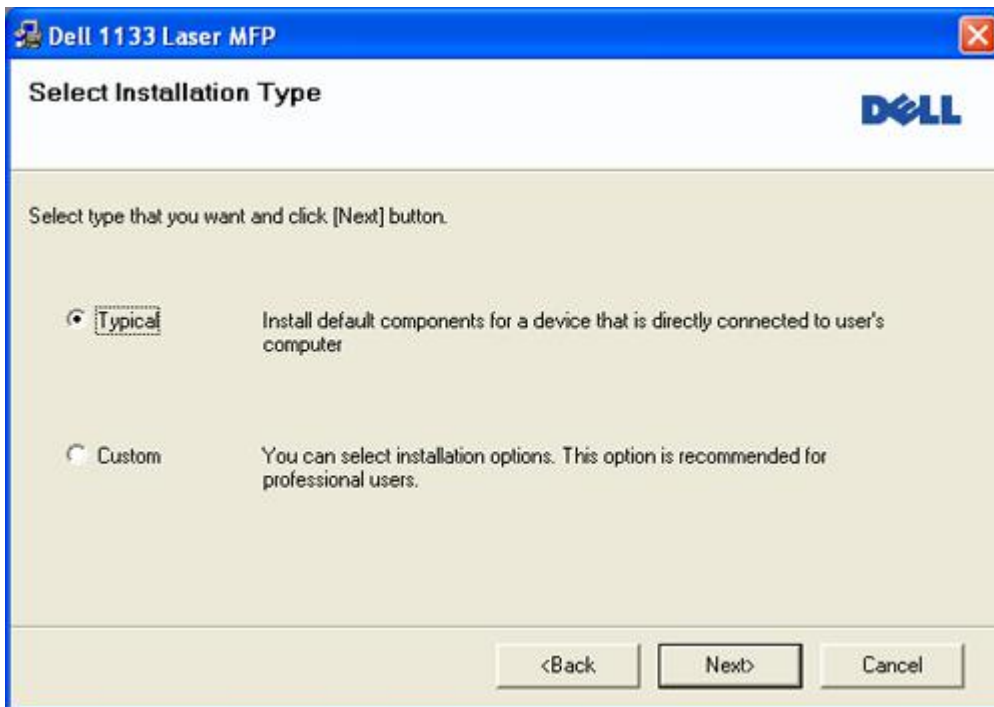 Dell 1133 Laser MFP
Select Installation Type
DELL
Select type that you want and click [Next] button.
Typical
Install default components for a device that is directly connected to user's
computer
Custom
You can select installation options. This option is recommended for
professional users.
<Back
Next>
Cancel